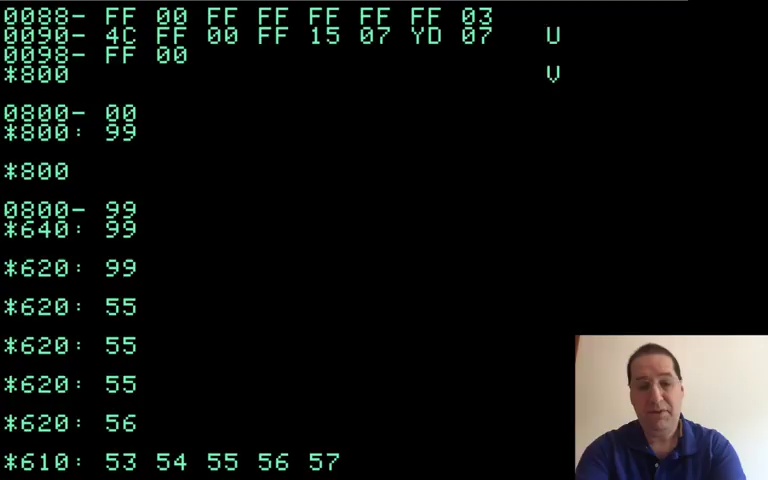 0088- FF 00 FF FF FF FF FF 03
0090- 4C FF 00 FF 15 07 YD 07 U
0098- FF 00
*800 V
0800- 00
*800: 99
*800
0800- 99
*640: 99
*620: 99
*620: 55
*620: 55
*620: 55
*620: 56
*610: 53 54 55 56 57